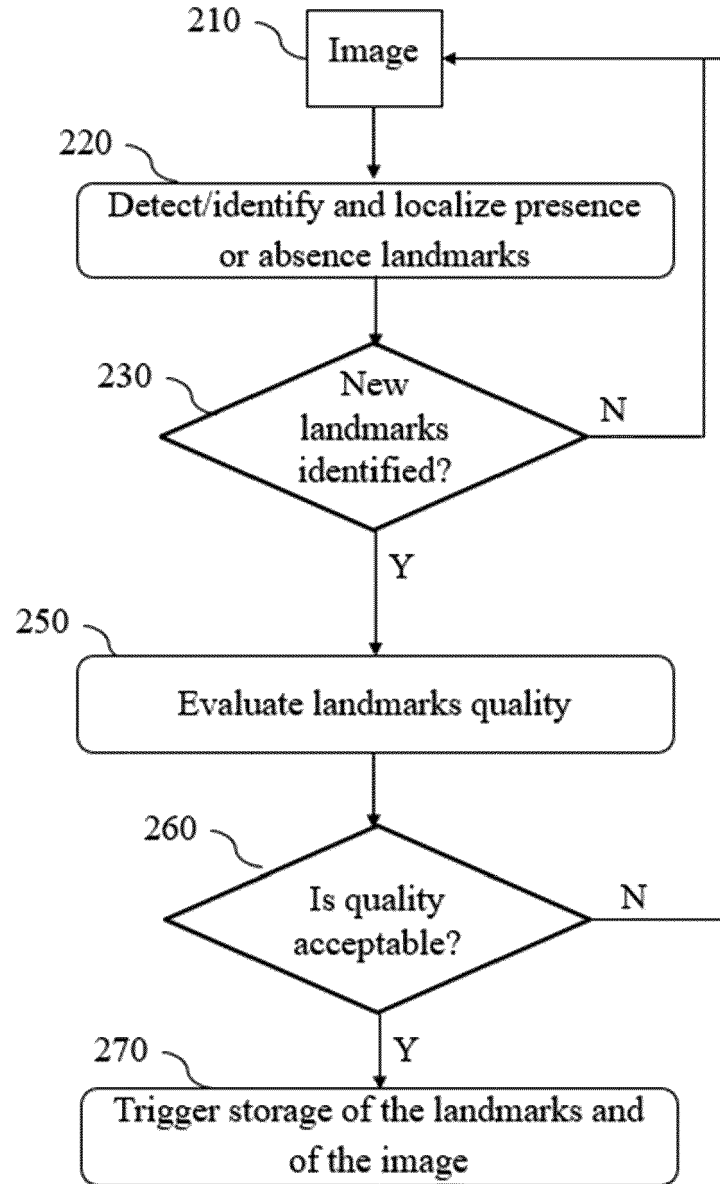 210
Image
220
Detect/identify and localize presence
or absence landmarks
230
New
landmarks
identified?
N
Y
250
Evaluate landmarks quality
260
Is quality
acceptable?
N
Y
270
Trigger storage of the landmarks and
of the image